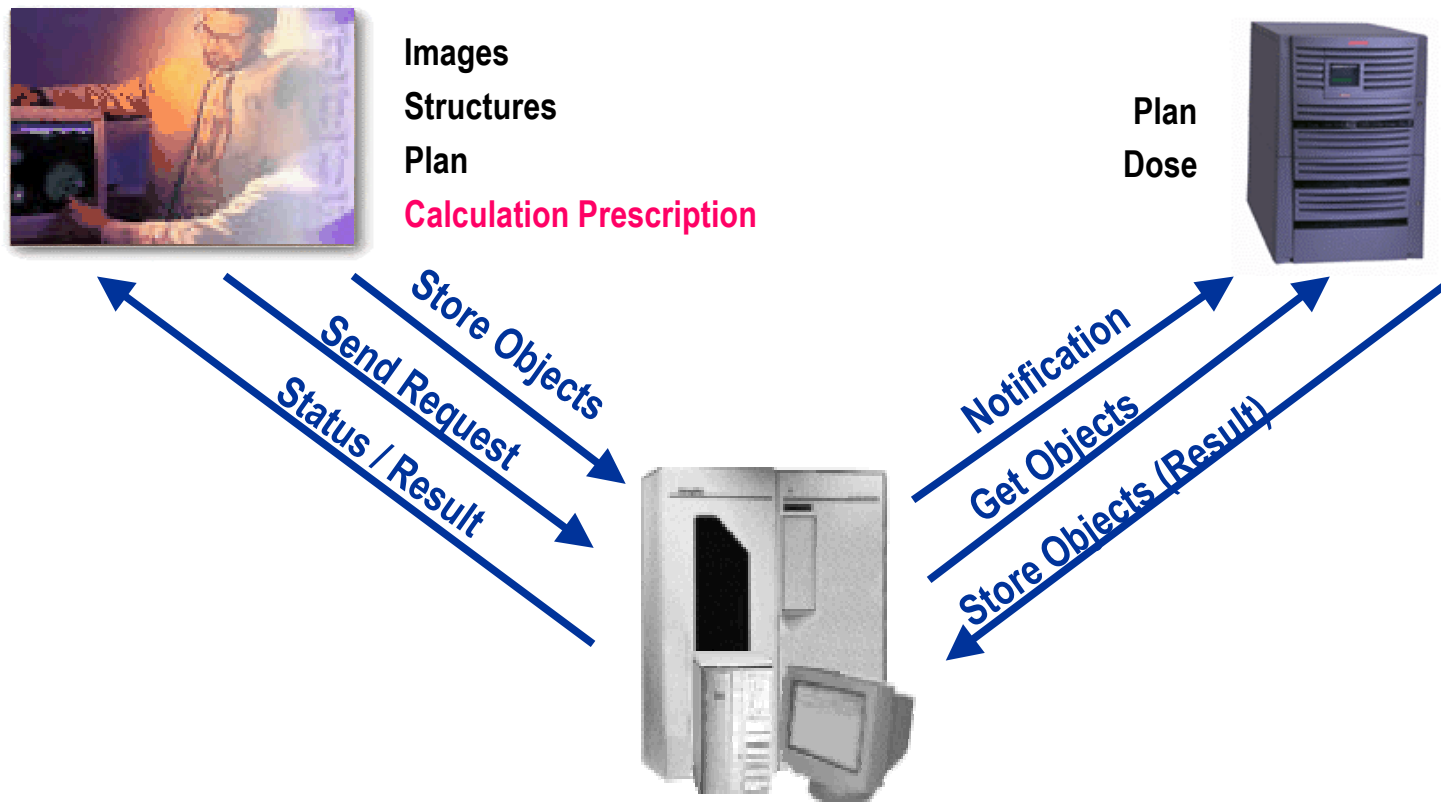 Images
Structures
Plan
Calculation Prescription
Plan
Dose
Store Objects
Send Request
Status / Result
Notification
Get Objects
Store Objects (Result)